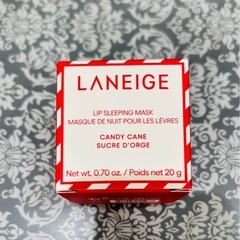 LANEIGE
LIP SLEEPING MASK
MASQUE DE NUIT POUR LES LÈVRES
CANDY CANE
SUCRE D'ORGE
Net wt. 0.70 oz. / Poids net 20 g